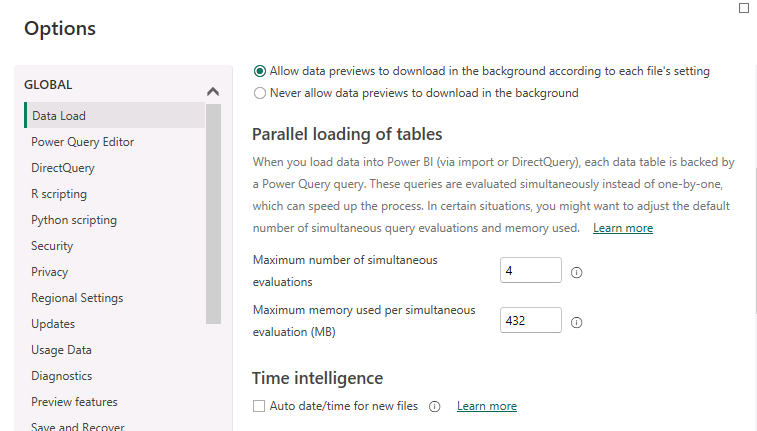 Options
GLOBAL
Data Load
Power Query Editor
DirectQuery
R scripting
Python scripting
Security
Privacy
Regional Settings
Updates
Usage Data
Diagnostics
Preview features
Save and Recover
Allow data previews to download in the background according to each file's setting
Never allow data previews to download in the background
Parallel loading of tables
When you load data into Power BI (via import or DirectQuery), each data table is backed by
a Power Query query. These queries are evaluated simultaneously instead of one-by-one,
which can speed up the process. In certain situations, you might want to adjust the default
number of simultaneous query evaluations and memory used. Learn more
Maximum number of simultaneous
evaluations
4
Maximum memory used per simultaneous
evaluation (MB)
432
Time intelligence
Auto date/time for new files Learn more